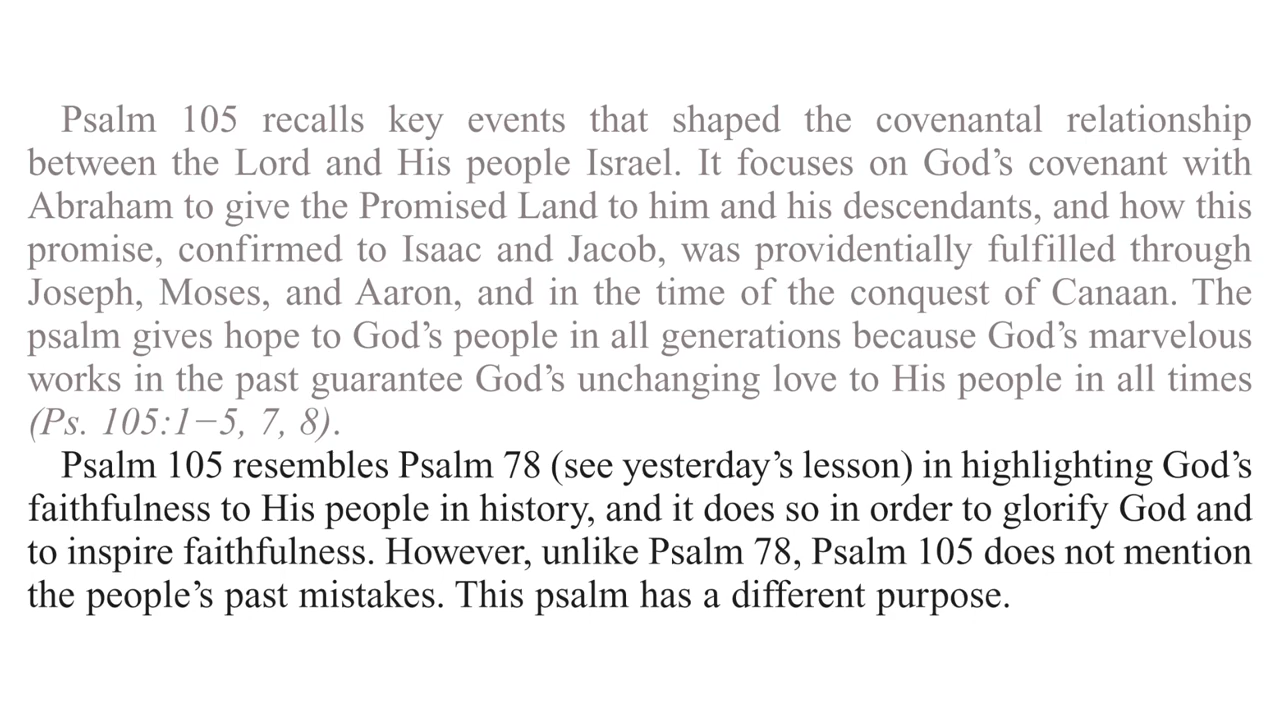 Psalm 105 recalls key events that shaped the covenantal relationship
between the Lord and His people Israel. It focuses on God’s covenant with
Abraham to give the Promised Land to him and his descendants, and how this
promise, confirmed to Isaac and Jacob, was providentially fulfilled through
Joseph, Moses, and Aaron, and in the time of the conquest of Canaan. The
psalm gives hope to God’s people in all generations because God’s marvelous
works in the past guarantee God’s unchanging love to His people in all times
(Ps. 105:1−5, 7, 8).
Psalm 105 resembles Psalm 78 (see yesterday’s lesson) in highlighting God’s
faithfulness to His people in history, and it does so in order to glorify God and
to inspire faithfulness. However, unlike Psalm 78, Psalm 105 does not mention
the people’s past mistakes. This psalm has a different purpose.